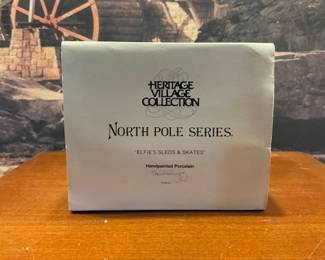 HERITAGE
VILLAGE
COLLECTION
NORTH POLE SERIES.
"ELFIE'S SLEDS & SKATES"
Handpainted Porcelain